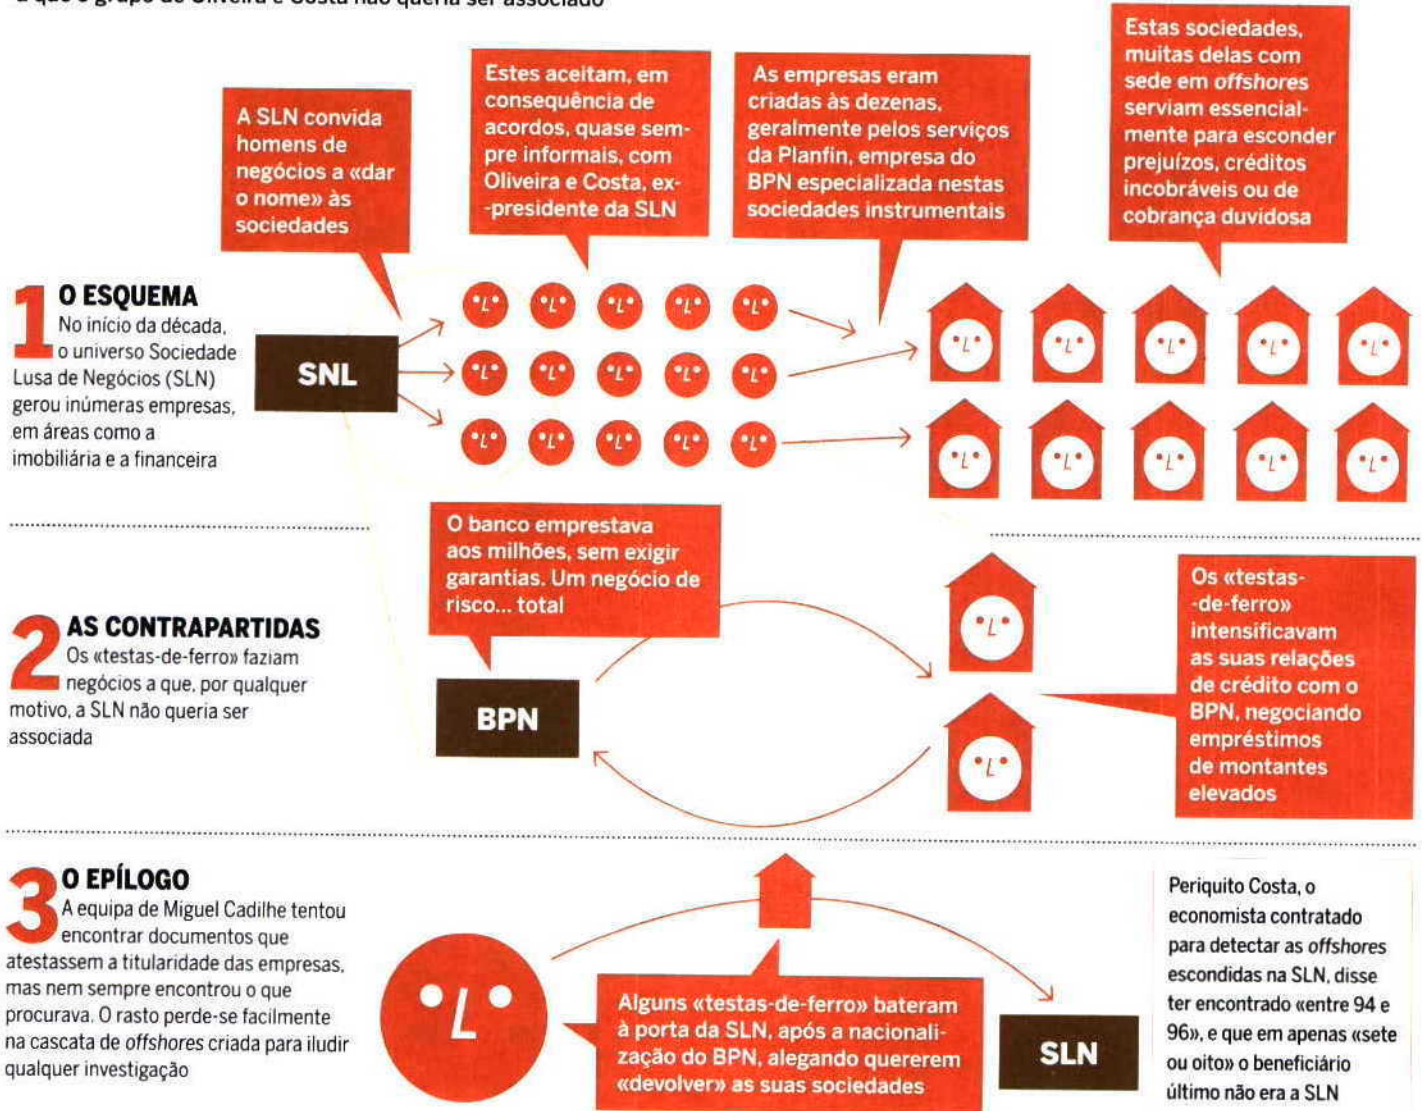 a que o grupo de Oliveira e Costa não queria ser associado
A SLN convida
homens de
negócios a «dar
o nome» às
sociedades
Estes aceitam, em
consequência de
acordos, quase sem-
pre informais, com
Oliveira e Costa, ex-
-presidente da SLN
As empresas eram
criadas às dezenas,
geralmente pelos serviços
da Planfin, empresa do
BPN especializada nestas
sociedades instrumentais
Estas sociedades,
muitas delas com
sede em offshores
serviam essencial-
mente para esconder
prejuízos, créditos
incobráveis ou de
cobrança duvidosa
1 O ESQUEMA
No início da década,
o universo Sociedade
Lusa de Negócios (SLN)
gerou inúmeras empresas,
em áreas como a
imobiliária e a financeira
SNL
O banco emprestava
aos milhões, sem exigir
garantias. Um negócio de
risco... total
2 AS CONTRAPARTIDAS
Os «testas-de-ferro» faziam
negócios a que, por qualquer
motivo, a SLN não queria ser
associada
BPN
Os «testas-
-de-ferro»
intensificavam
as suas relações
de crédito com o
BPN, negociando
empréstimos
de montantes
elevados
3 O EPÍLOGO
A equipa de Miguel Cadilhe tentou
encontrar documentos que
atestassem a titularidade das empresas,
mas nem sempre encontrou o que
procurava. O rasto perde-se facilmente
na cascata de offshores criada para iludir
qualquer investigação
Alguns «testas-de-ferro» bateram
à porta da SLN, após a nacionali-
zação do BPN, alegando quererem
«devolver» as suas sociedades
SLN
Periquito Costa, o
economista contratado
para detectar as offshores
escondidas na SLN, disse
ter encontrado «entre 94 e
96», e que em apenas «sete
ou oito» o beneficiário
último não era a SLN